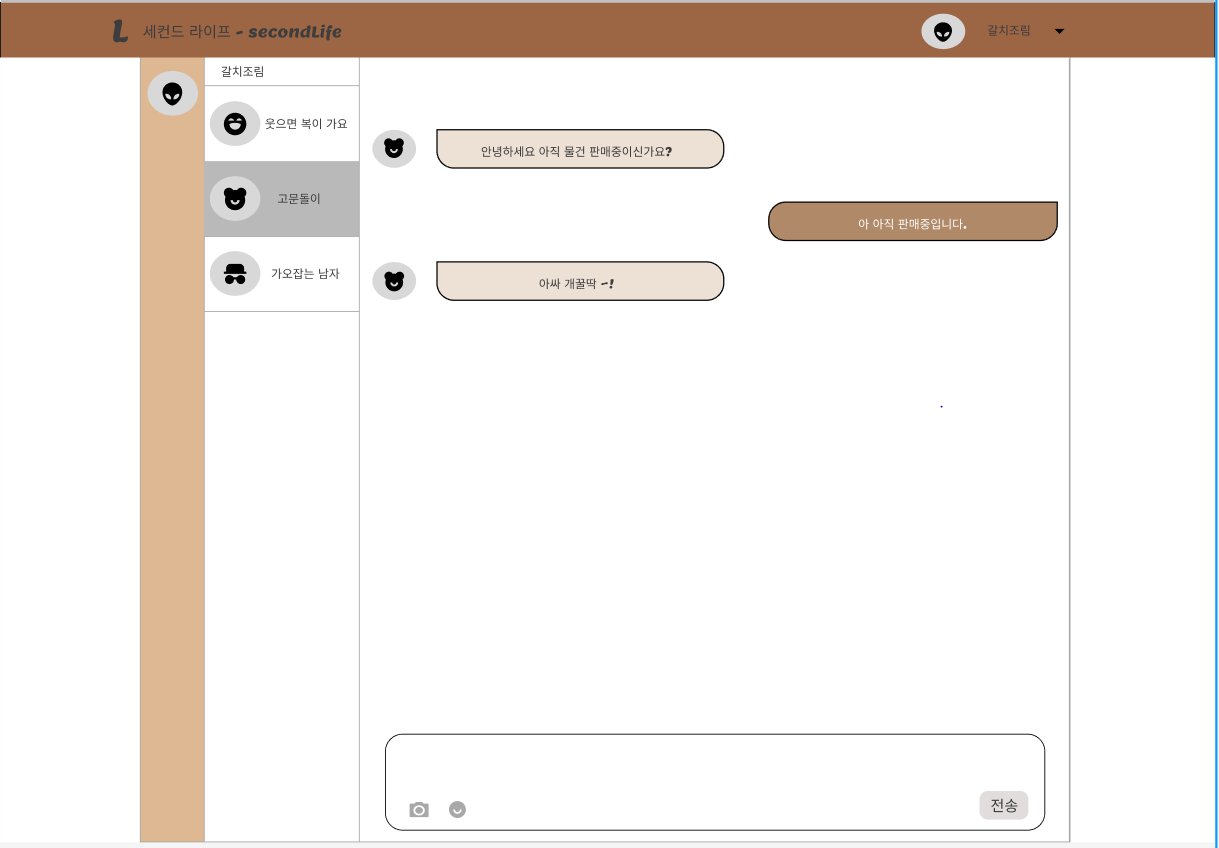 L 세컨드 라이프 - secondLife
갈치조림
갈치조림
웃으면 복이 가요
고문돌이
가오잡는 남자
안녕하세요 아직 물건 판매중이신가요?
아 아직 판매중입니다.
아싸 개꿀딱 ~!
전송